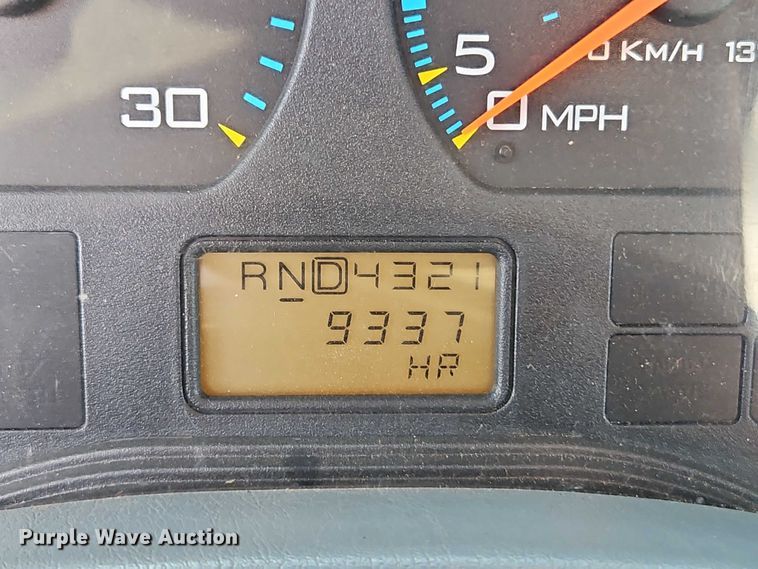 5
0 KM/H 13
30
0 MPH
RND4321
9337
HR
Purple Wave Auction